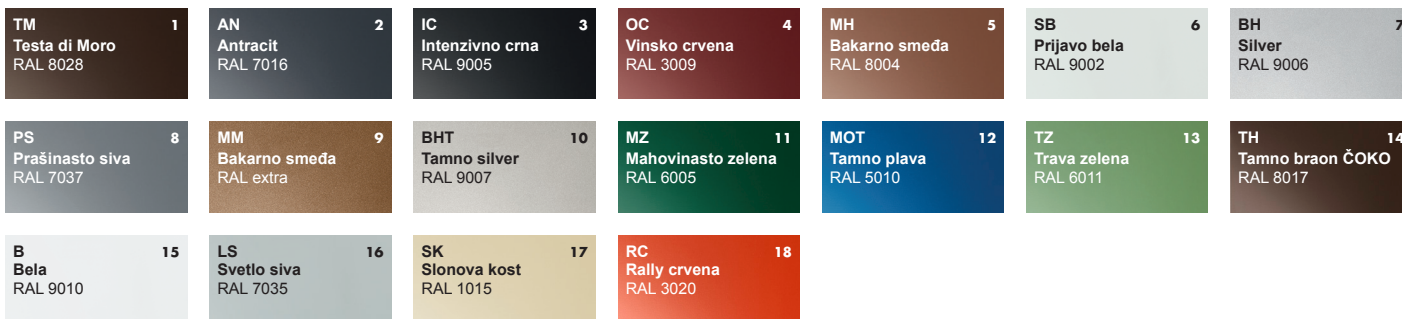 TM 1
Testa di Moro
RAL 8028
AN 2
Antracit
RAL 7016
IC 3
Intenzivno crna
RAL 9005
OC 4
Vinsko crvena
RAL 3009
MH 5
Bakarno smeđa
RAL 8004
SB 6
Prijavo bela
RAL 9002
BH 7
Silver
RAL 9006
PS 8
Prašinasto siva
RAL 7037
MM 9
Bakarno smeđa
RAL extra
BHT 10
Tamno silver
RAL 9007
MZ 11
Mahovinasto zelena
RAL 6005
MOT 12
Tamno plava
RAL 5010
TZ 13
Trava zelena
RAL 6011
TH 14
Tamno braon ČOKO
RAL 8017
B 15
Bela
RAL 9010
LS 16
Svetlo siva
RAL 7035
SK 17
Slonova kost
RAL 1015
RC 18
Rally crvena
RAL 3020